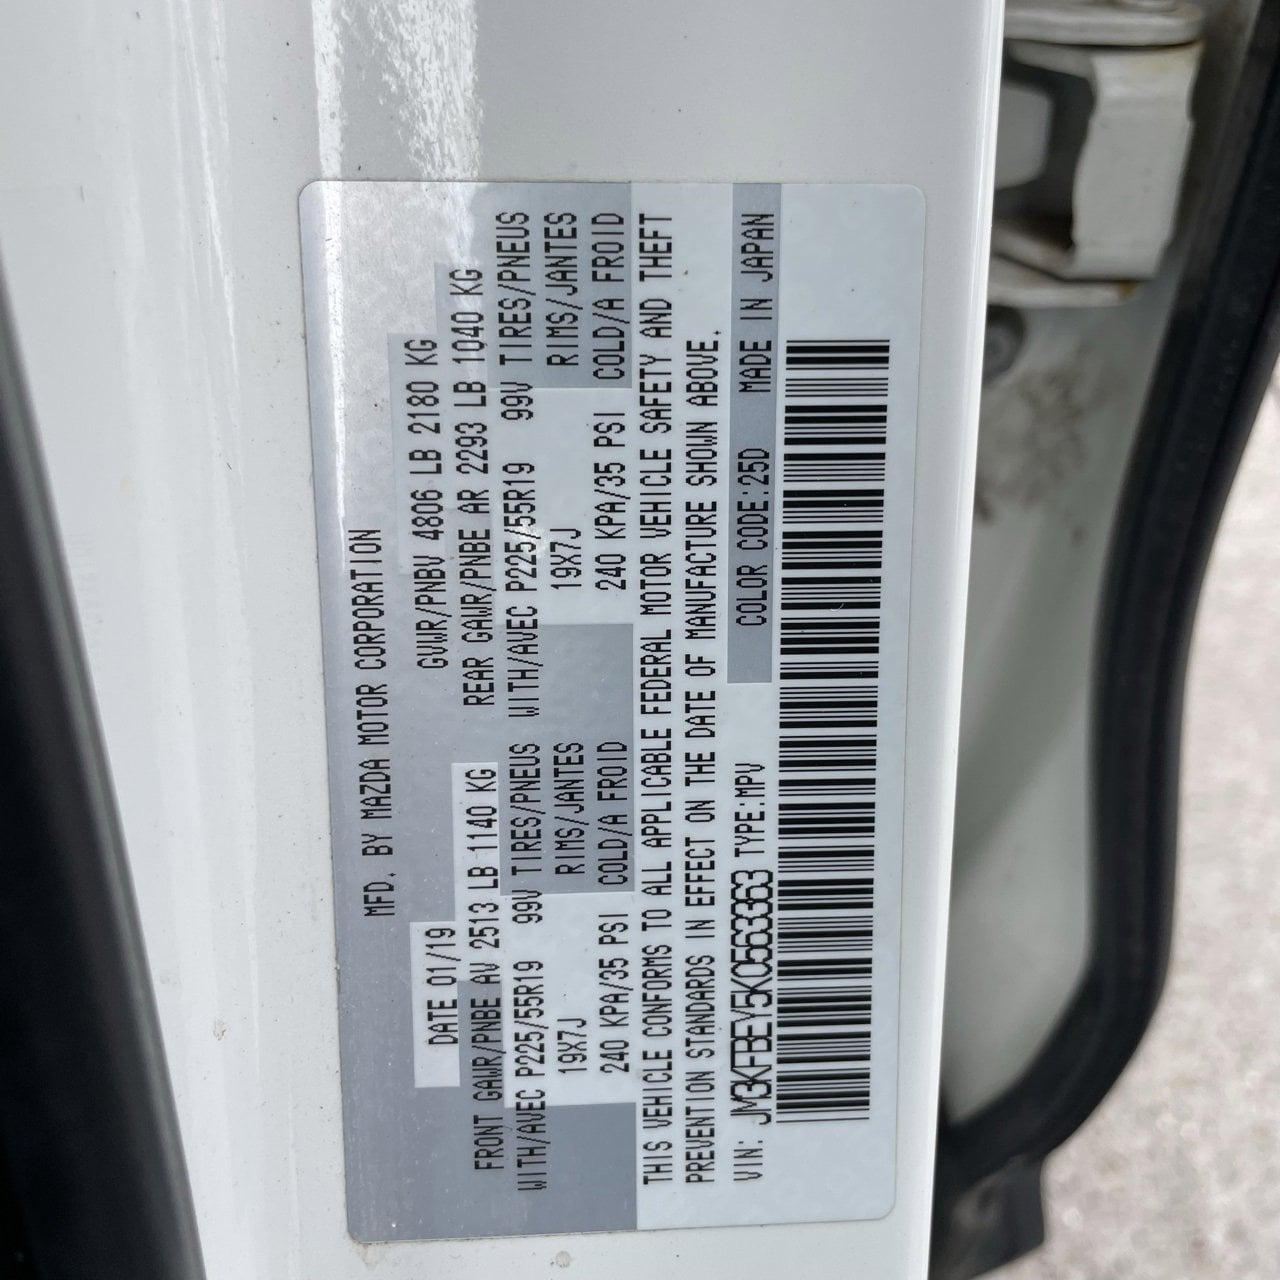 MFD. BY MAZDA MOTOR CORPORATION
DATE 01/19 GVWR/PNBV 4806 LB 2180 KG
FRONT GAWR/PNBE AV 2513 LB 1140 KG REAR GAWR/PNBE AR 2293 LB 1040 KG
WITH/AVEC P225/55R19 99V TIRES/PNEUS WITH/AVEC P225/55R19 99V TIRES/PNEUS
19X7J RIMS/JANTES 19X7J RIMS/JANTES
240 KPA/35 PSI COLD/A FROID 240 KPA/35 PSI COLD/A FROID
THIS VEHICLE CONFORMS TO ALL APPLICABLE FEDERAL MOTOR VEHICLE SAFETY AND THEFT
PREVENTION STANDARDS IN EFFECT ON THE DATE OF MANUFACTURE SHOWN ABOVE.
VIN: JM3KFBEY5K0563363 TYPE:MPV COLOR CODE:25D MADE IN JAPAN